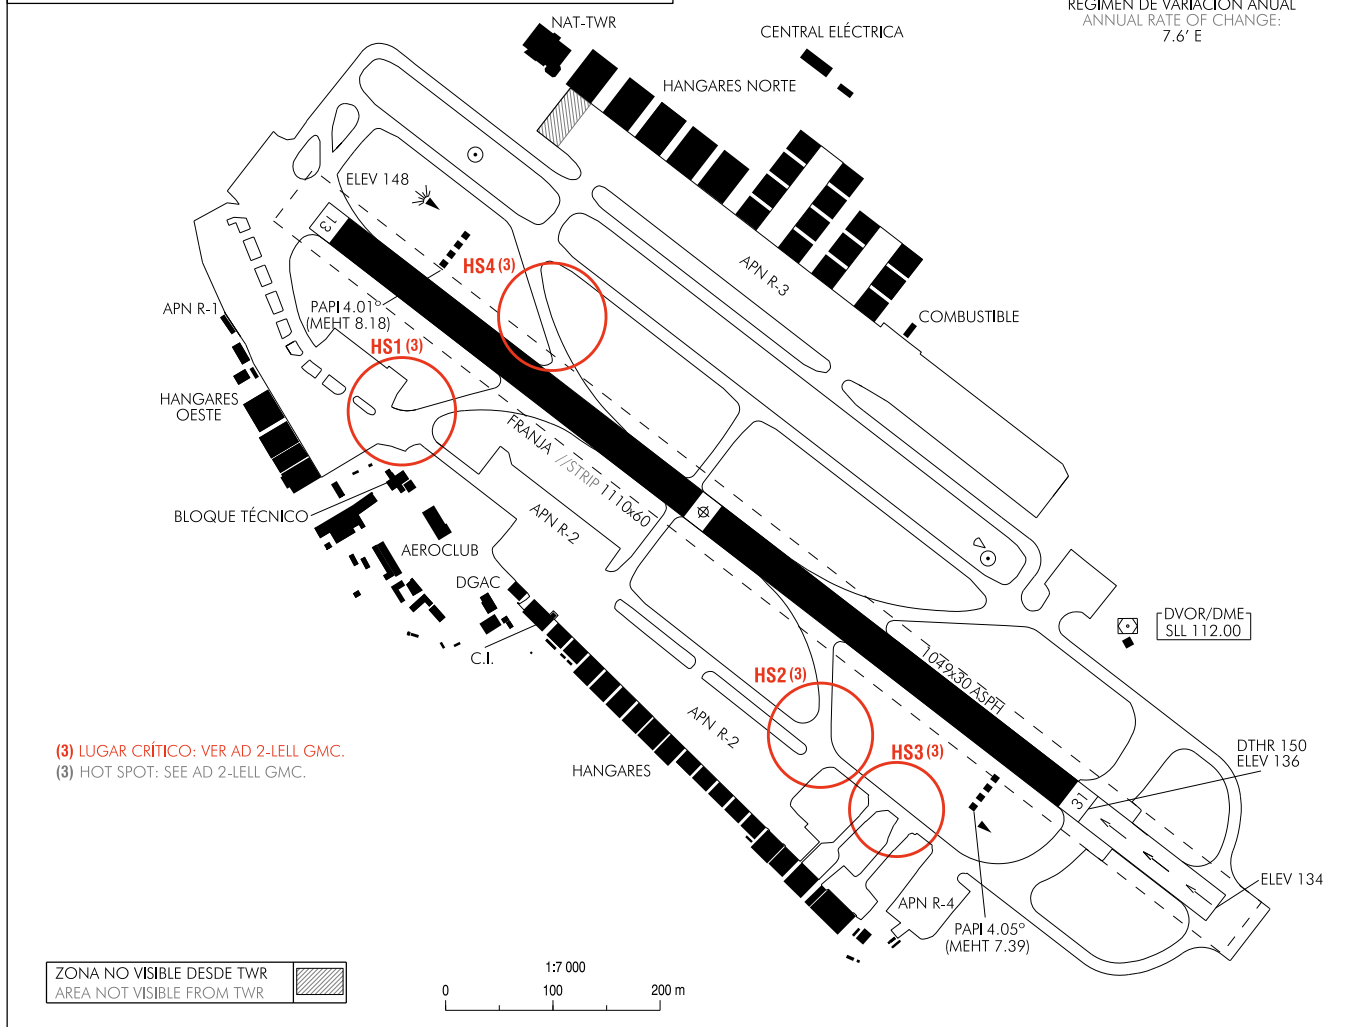 RÉGIMEN DE VARIACIÓN ANUAL
ANNUAL RATE OF CHANGE:
7.6' E
NAT-TWR
CENTRAL ELÉCTRICA
HANGARES NORTE
ELEV 148
13
HS4 (3)
APN R-3
PAPI 4.01°
(MEHT 8.18)
APN R-1
COMBUSTIBLE
HS1 (3)
HANGARES
OESTE
FRANJA //STRIP 1110x60
BLOQUE TÉCNICO
APN R-2
AEROCLUB
DGAC
C.I.
DVOR/DME
SLL 112.00
1049x30 ASPH
HS2 (3)
APN R-2
HS3 (3)
HANGARES
(3) LUGAR CRÍTICO: VER AD 2-LELL GMC.
(3) HOT SPOT: SEE AD 2-LELL GMC.
DTHR 150
ELEV 136
31
ELEV 134
APN R-4
PAPI 4.05°
(MEHT 7.39)
ZONA NO VISIBLE DESDE TWR
AREA NOT VISIBLE FROM TWR
1:7 000
0 100 200 m